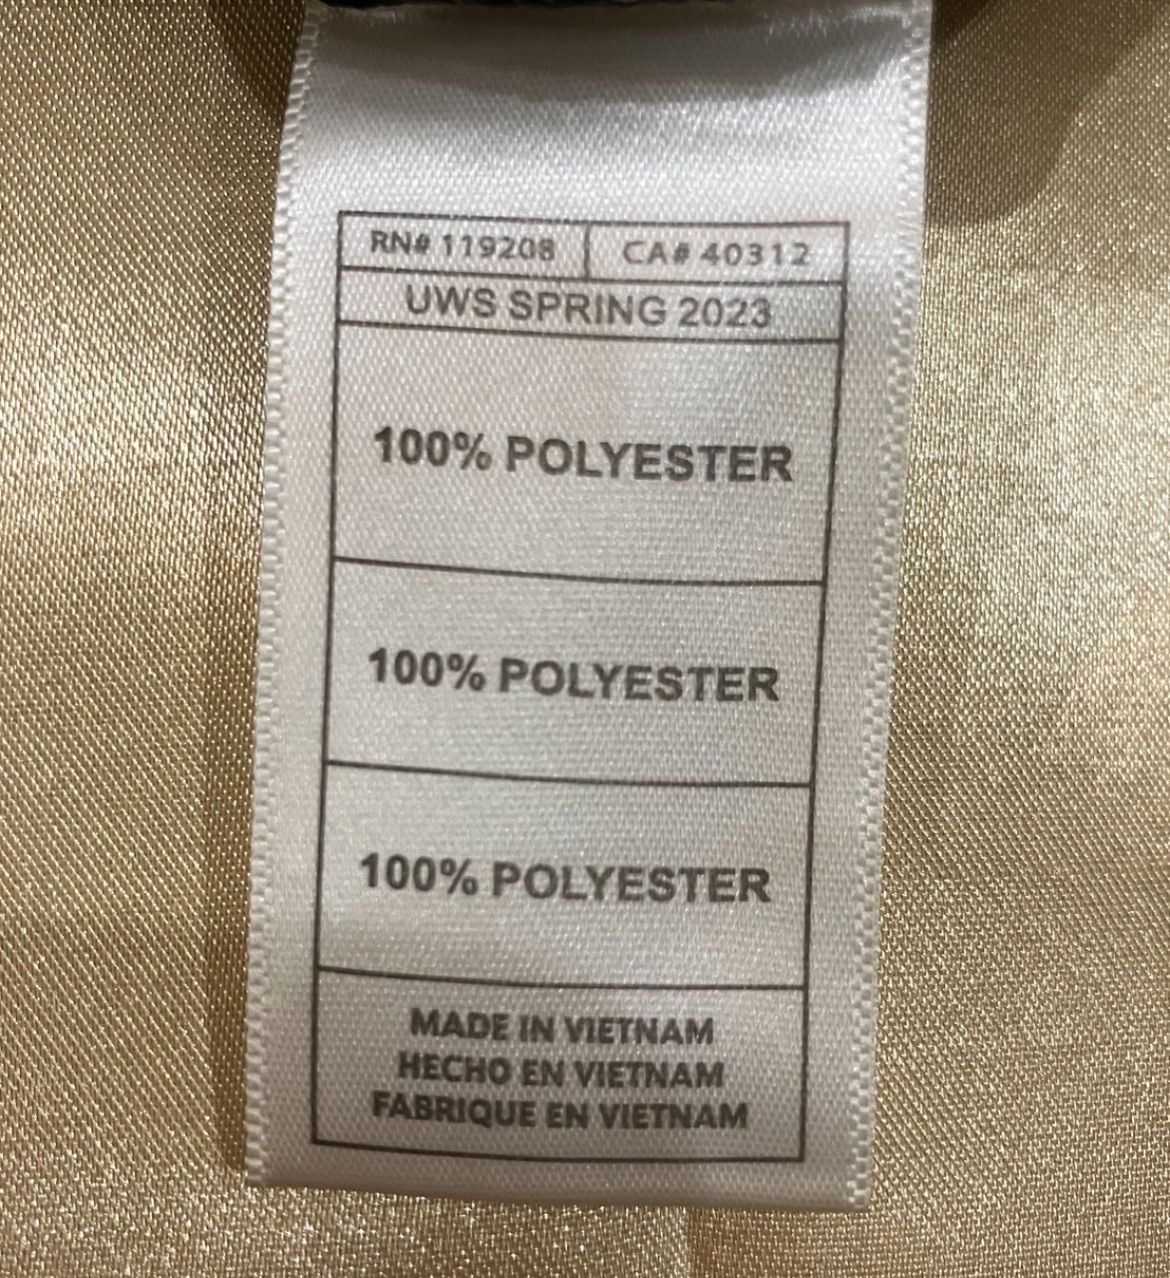 RN# 119208 CA# 40312
UWS SPRING 2023
100% POLYESTER
100% POLYESTER
100% POLYESTER
MADE IN VIETNAM
HECHO EN VIETNAM
FABRIQUE EN VIETNAM